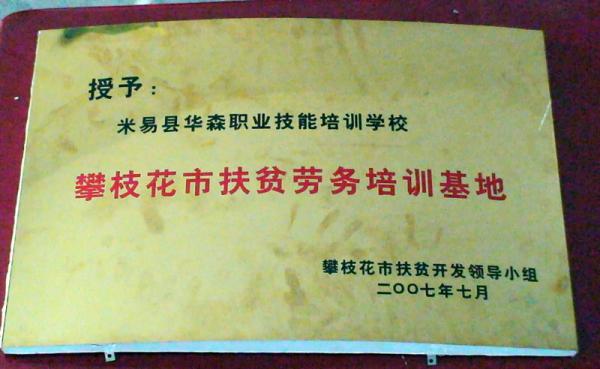 授予：
米易县华森职业技能培训学校
攀枝花市扶贫劳务培训基地
攀枝花市扶贫开发领导小组
二〇〇七年七月